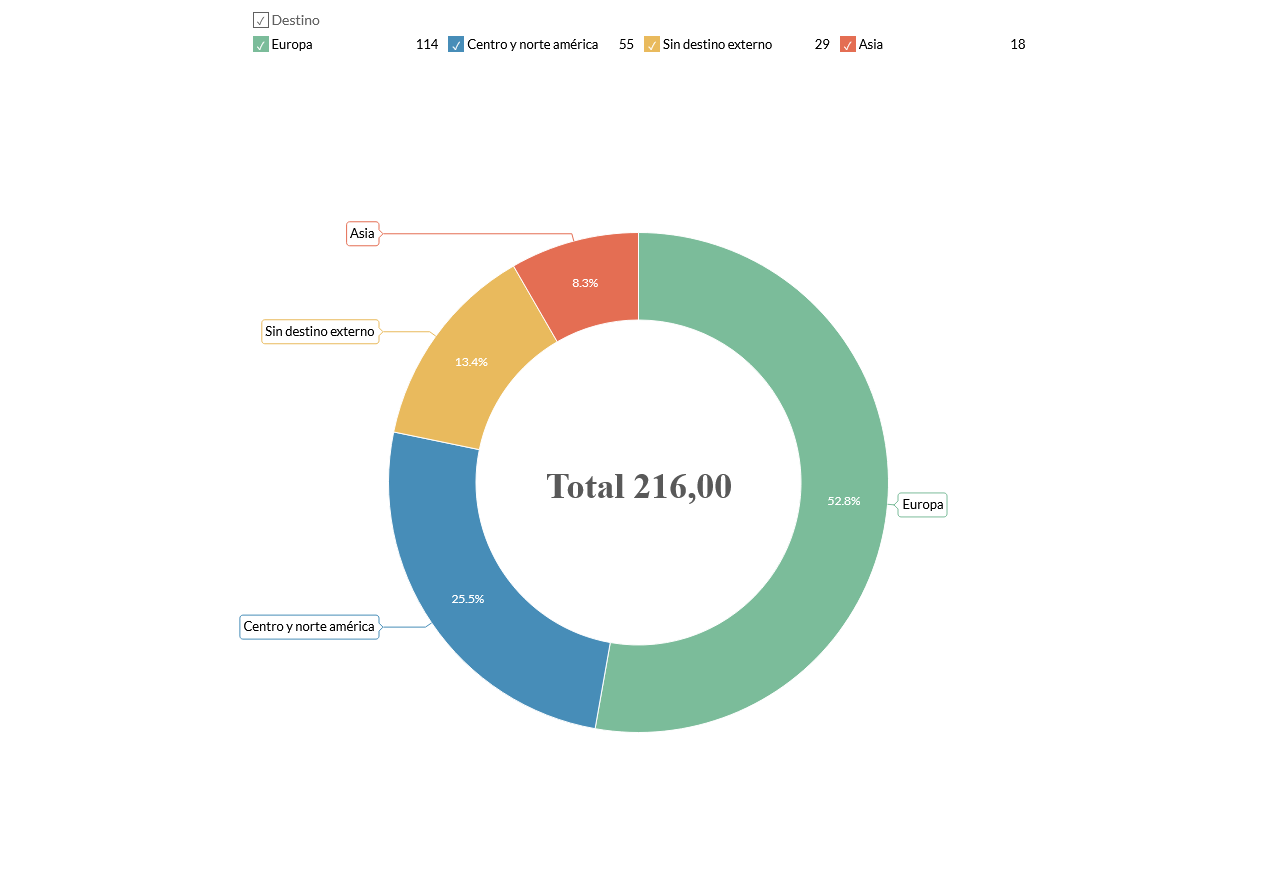 Destino
Europa 114 Centro y norte américa 55 Sin destino externo 29 Asia 18
Asia
8.3%
Sin destino externo
13.4%
Total 216,00
52.8%
Europa
25.5%
Centro y norte américa